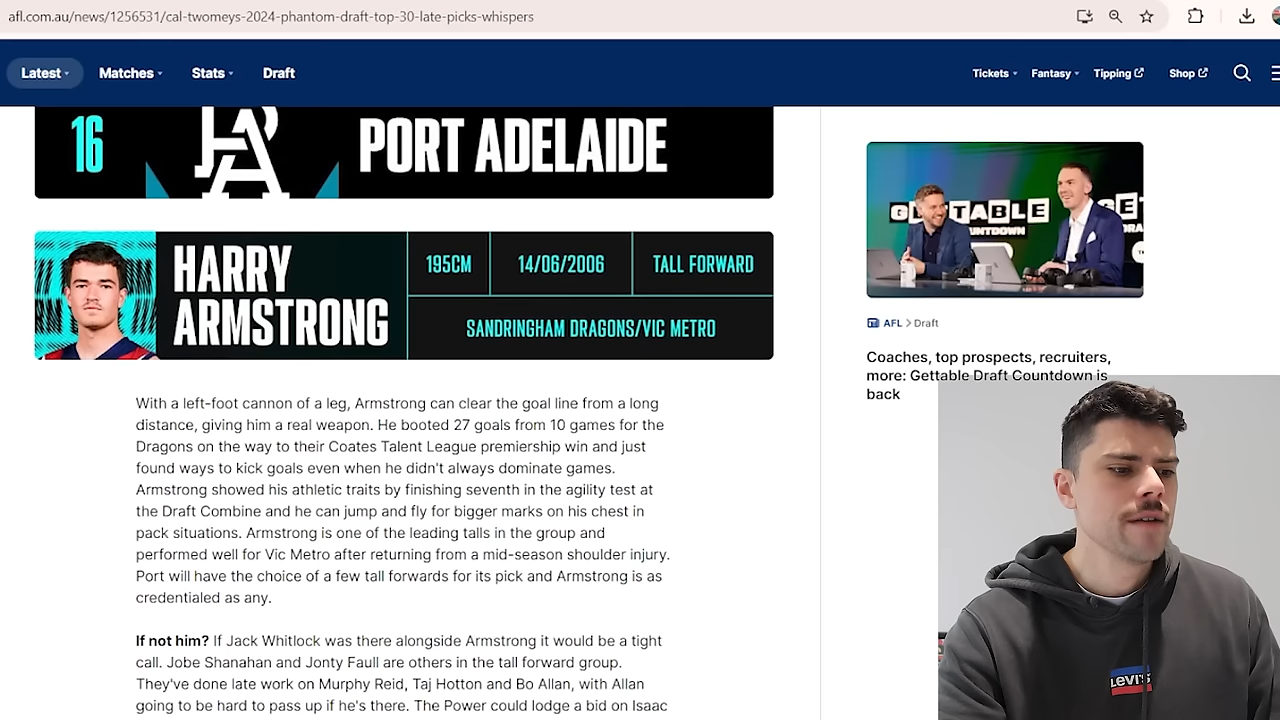 afl.com.au/news/1256531/cal-twomeys-2024-phantom-draft-top-30-late-picks-whispers
Latest Matches Stats Draft Tickets Fantasy Tipping Shop
16 PORT ADELAIDE
HARRY
ARMSTRONG
195CM 14/06/2006 TALL FORWARD
SANDRINGHAM DRAGONS/VIC METRO
With a left-foot cannon of a leg, Armstrong can clear the goal line from a long
distance, giving him a real weapon. He booted 27 goals from 10 games for the
Dragons on the way to their Coates Talent League premiership win and just
found ways to kick goals even when he didn't always dominate games.
Armstrong showed his athletic traits by finishing seventh in the agility test at
the Draft Combine and he can jump and fly for bigger marks on his chest in
pack situations. Armstrong is one of the leading talls in the group and
performed well for Vic Metro after returning from a mid-season shoulder injury.
Port will have the choice of a few tall forwards for its pick and Armstrong is as
credentialed as any.
If not him? If Jack Whitlock was there alongside Armstrong it would be a tight
call. Jobe Shanahan and Jonty Faull are others in the tall forward group.
They've done late work on Murphy Reid, Taj Hotton and Bo Allan, with Allan
going to be hard to pass up if he's there. The Power could lodge a bid on Isaac
AFL > Draft
Coaches, top prospects, recruiters,
more: Gettable Draft Countdown is
back
LEVI'S